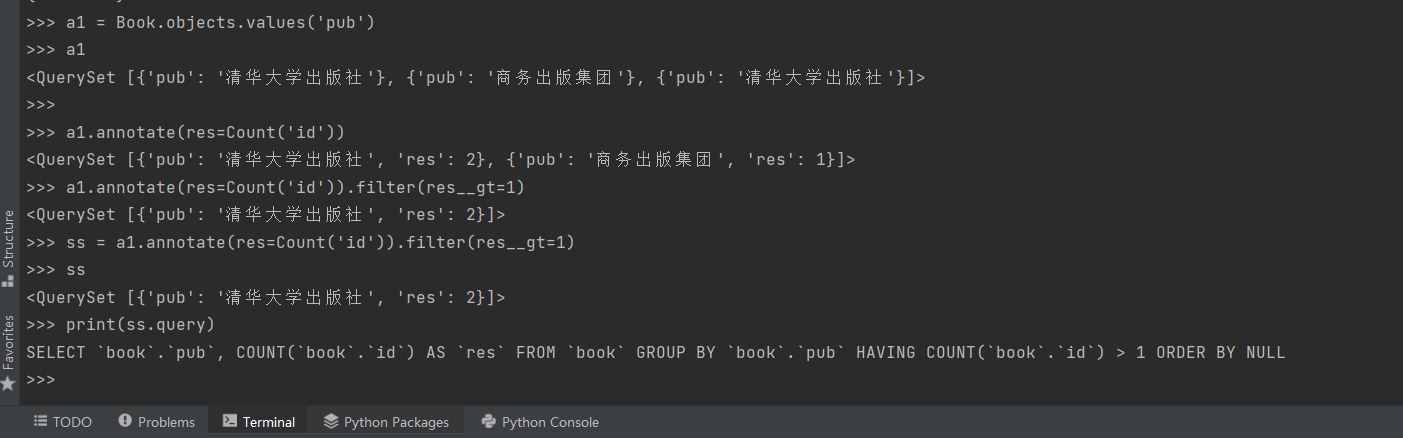 >>> a1 = Book.objects.values('pub')
>>> a1
<QuerySet [{'pub': '清华大学出版社'}, {'pub': '商务出版集团'}, {'pub': '清华大学出版社'}]>
>>>
>>> a1.annotate(res=Count('id'))
<QuerySet [{'pub': '清华大学出版社', 'res': 2}, {'pub': '商务出版集团', 'res': 1}]>
>>> a1.annotate(res=Count('id')).filter(res__gt=1)
<QuerySet [{'pub': '清华大学出版社', 'res': 2}]>
>>> ss = a1.annotate(res=Count('id')).filter(res__gt=1)
>>> ss
<QuerySet [{'pub': '清华大学出版社', 'res': 2}]>
>>> print(ss.query)
SELECT `book`.`pub`, COUNT(`book`.`id`) AS `res` FROM `book` GROUP BY `book`.`pub` HAVING COUNT(`book`.`id`) > 1 ORDER BY NULL
>>>
Structure
Favorites
TODO Problems Terminal Python Packages Python Console